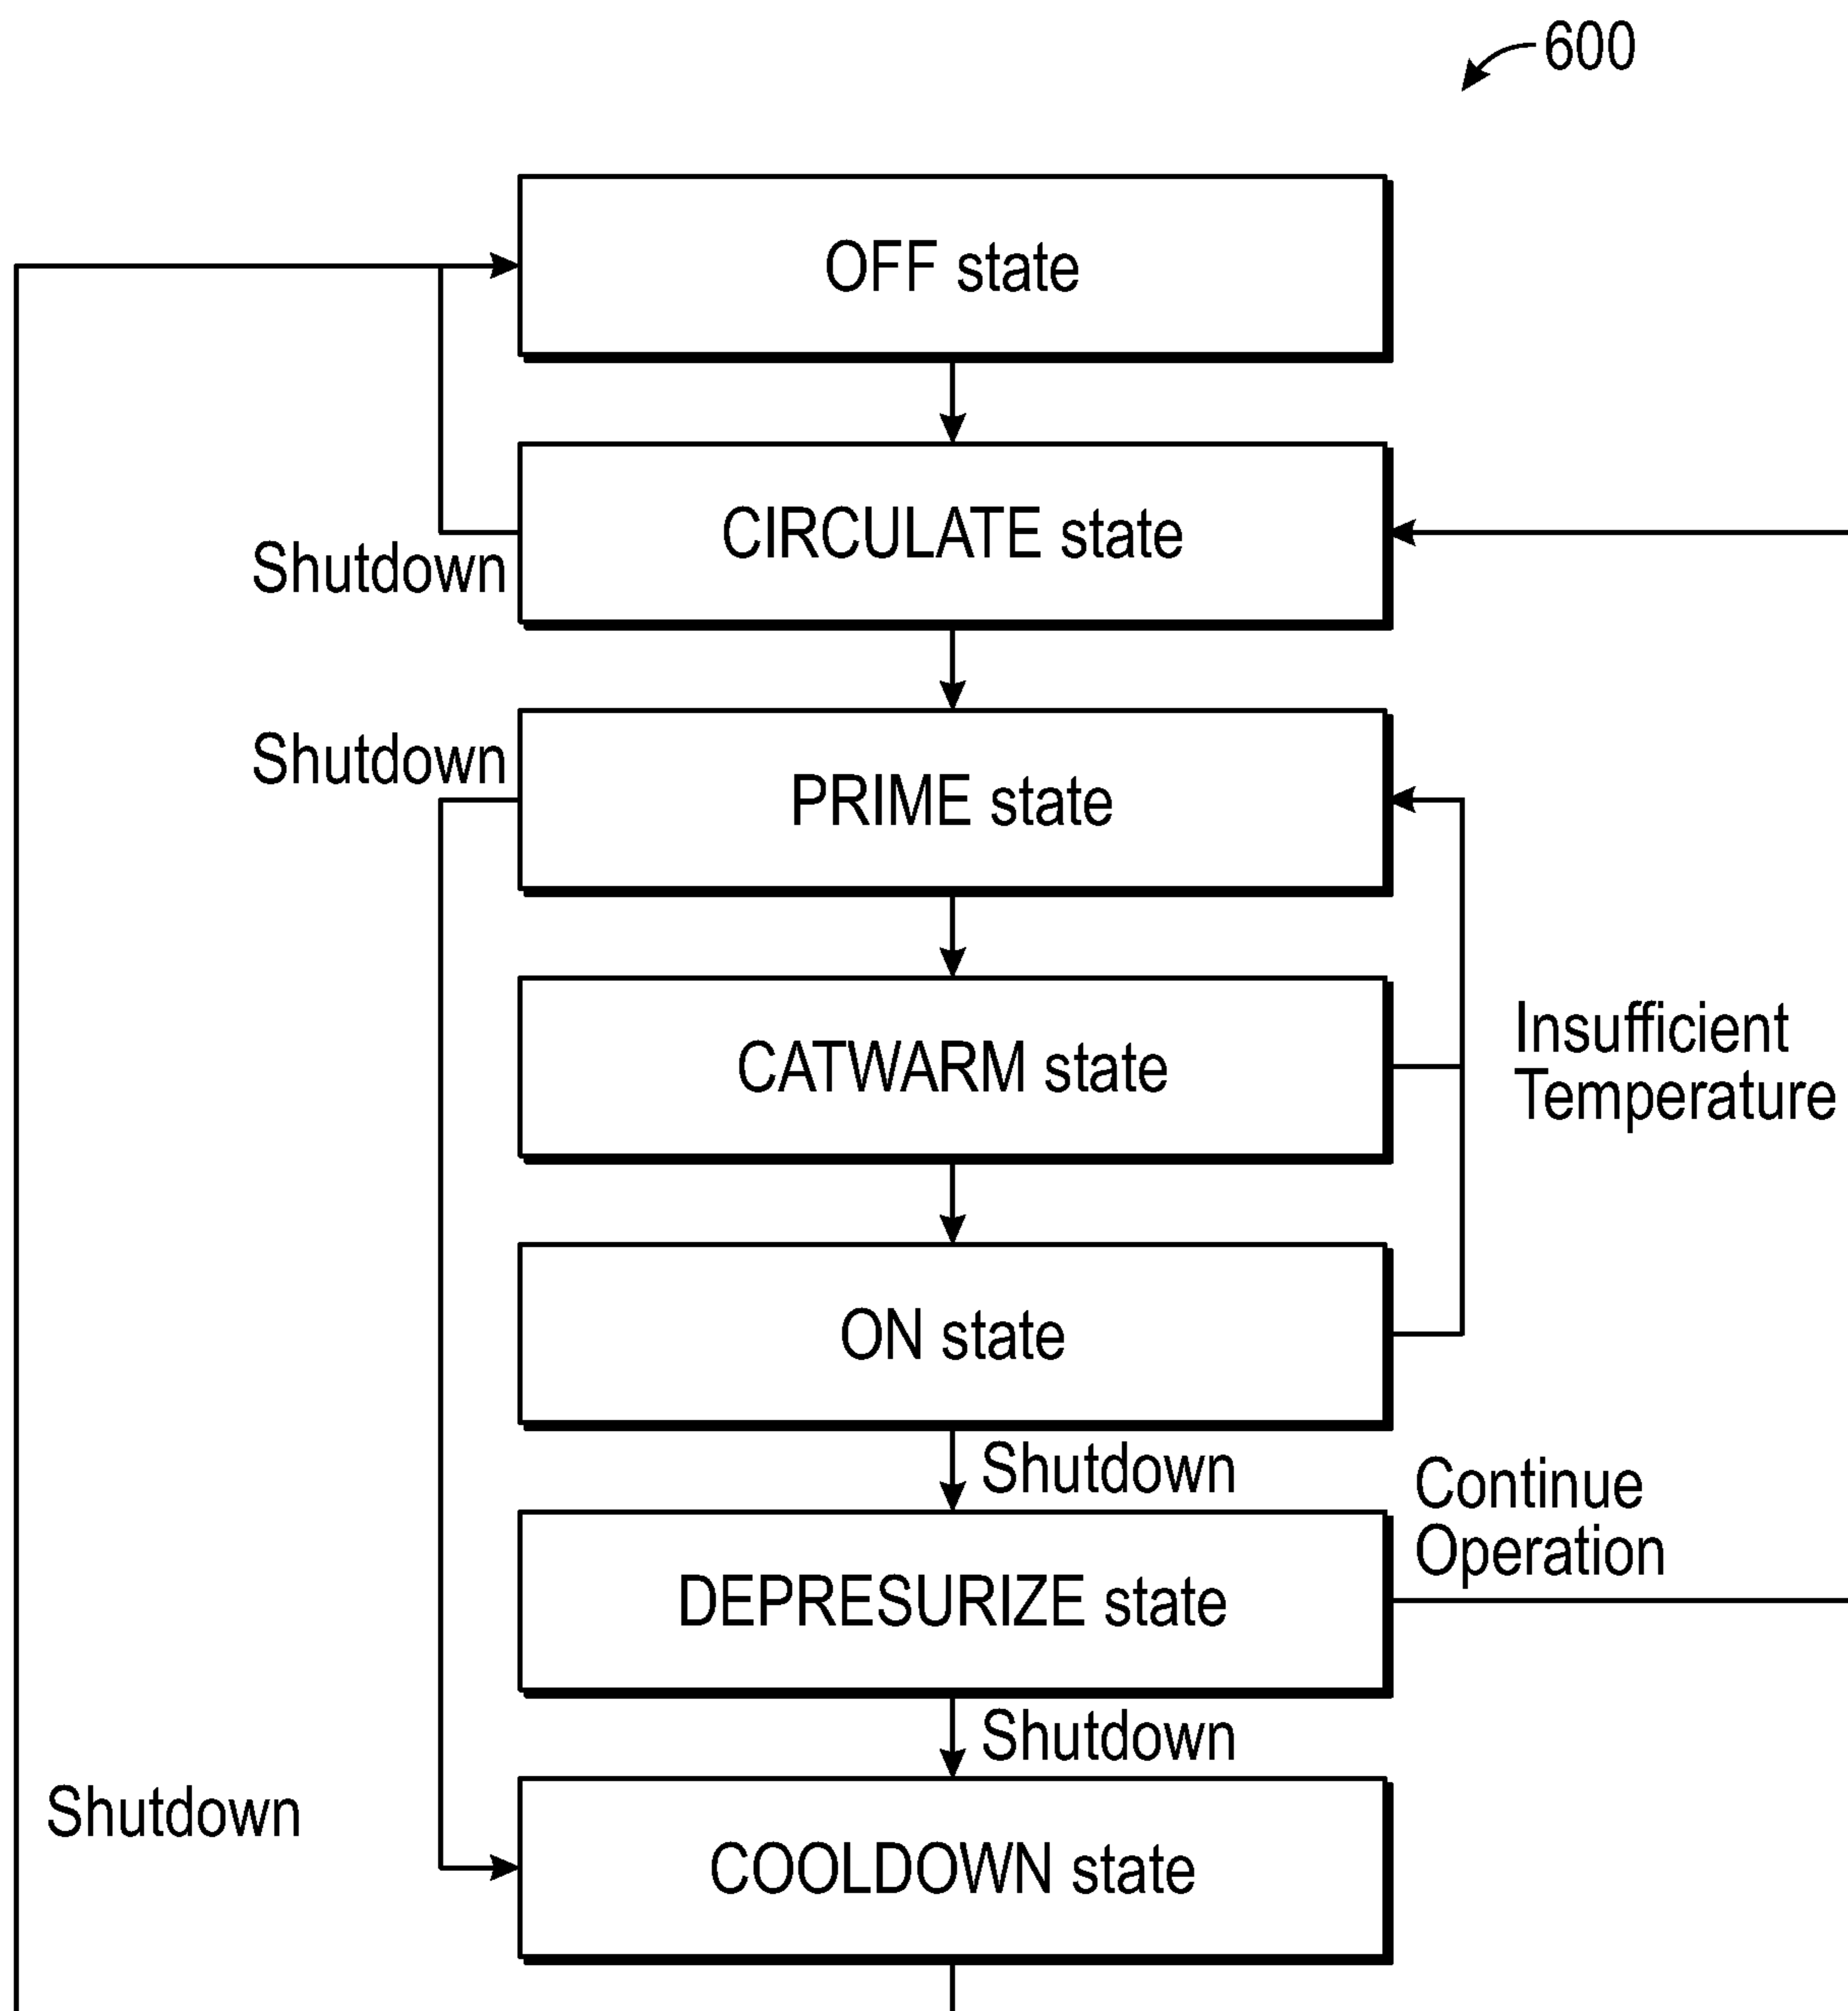 600
OFF state
CIRCULATE state
Shutdown
Shutdown
PRIME state
CATWARM state
Insufficient
Temperature
ON state
Shutdown
Continue
Operation
DEPRESURIZE state
Shutdown
Shutdown
COOLDOWN state